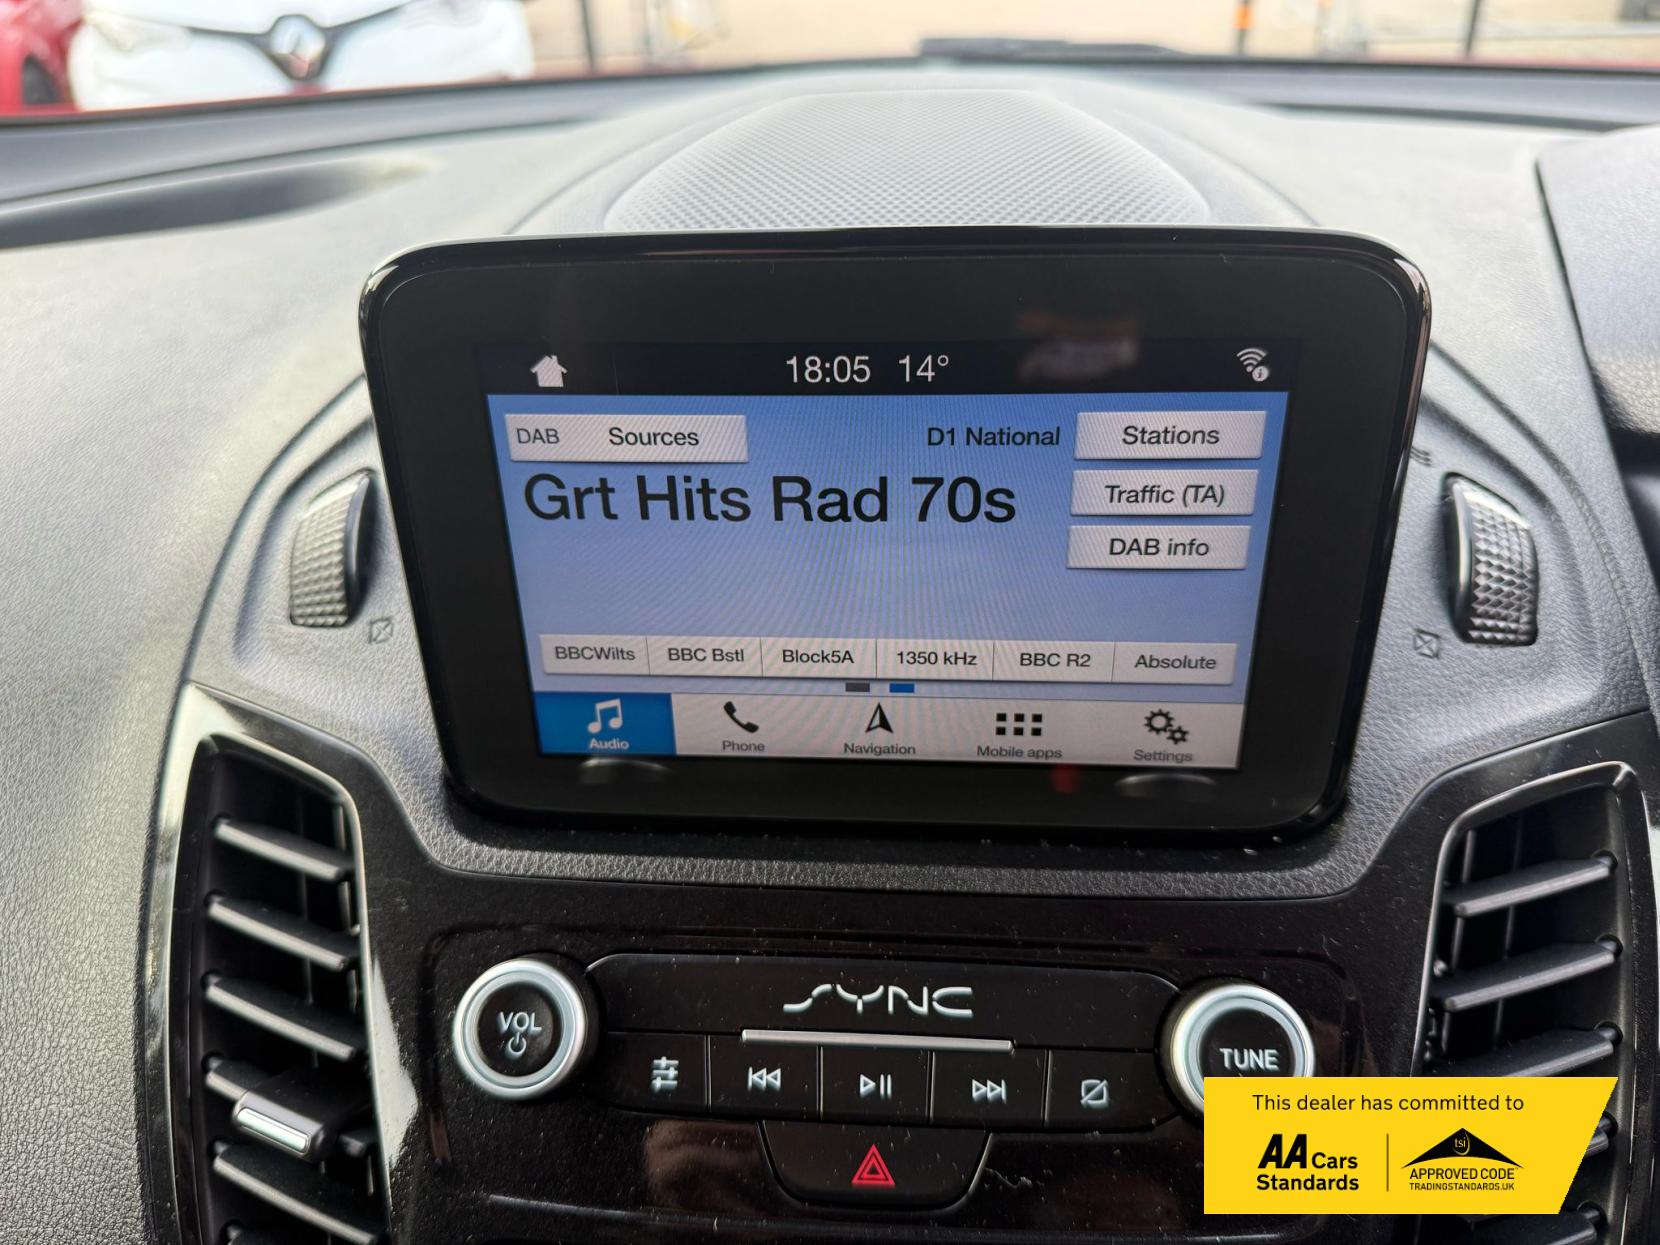 18:05 14°
DAB Sources
D1 National
Stations
Grt Hits Rad 70s
Traffic (TA)
DAB info
BBCWilts
BBC Bstl
Block5A
1350 kHz
BBC R2
Absolute
Audio
Phone
Navigation
Mobile apps
Settings
SYNC
VOL
TUNE
This dealer has committed to
AA Cars
Standards
tsi
APPROVED CODE
TRADINGSTANDARDS.UK